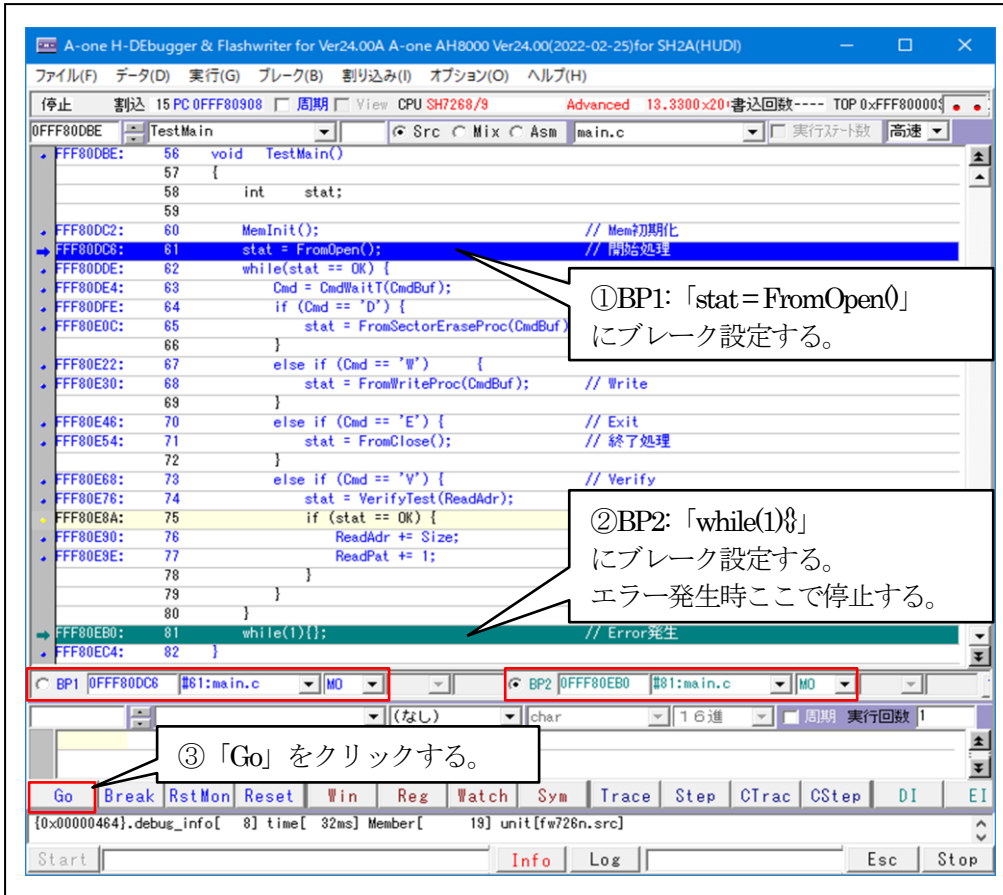 A-one H-DEbugger & Flashwriter for Ver24.00A A-one AH8000 Ver24.00(2022-02-25)for SH2A(HUDI)
ファイル(F) データ(D) 実行(G) ブレーク(B) 割り込み(I) オプション(O) ヘルプ(H)
停止 割込 15 PC 0FFF80908 周期 View CPU SH7268/9 Advanced 13.3300×20 書込回数---- TOP 0xFFF80000
0FFF80DBE TestMain Src Mix Asm main.c 実行ステート数 高速
FFF80DBE: 56 void TestMain()
57 {
58 int stat;
59
FFF80DC2: 60 MemInit(); // Mem初期化
FFF80DC6: 61 stat = FromOpen(); // 開始処理
FFF80DDE: 62 while(stat == OK) {
FFF80DE4: 63 Cmd = CmdWaitT(CmdBuf);
FFF80DFE: 64 if (Cmd == 'D') {
FFF80E0C: 65 stat = FromSectorEraseProc(CmdBuf)
66 }
FFF80E22: 67 else if (Cmd == 'W') {
FFF80E30: 68 stat = FromWriteProc(CmdBuf); // Write
69 }
FFF80E46: 70 else if (Cmd == 'E') { // Exit
FFF80E54: 71 stat = FromClose(); // 終了処理
72 }
FFF80E68: 73 else if (Cmd == 'V') { // Verify
FFF80E76: 74 stat = VerifyTest(ReadAdr);
FFF80E8A: 75 if (stat == OK) {
FFF80E90: 76 ReadAdr += Size;
FFF80E9E: 77 ReadPat += 1;
78 }
79 }
80 }
FFF80EB0: 81 while(1){}; // Error発生
FFF80EC4: 82 }
①BP1:「stat=FromOpen()」
にブレーク設定する。
②BP2:「while(1){}」
にブレーク設定する。
エラー発生時ここで停止する。
BP1 0FFF80DC6 #61:main.c MO BP2 0FFF80EB0 #81:main.c MO
(なし) char 16進 周期 実行回数 1
③「Go」をクリックする。
Go Break RstMon Reset Win Reg Watch Sym Trace Step CTrac CStep DI EI
{0x00000464}.debug_info[ 8] time[ 32ms] Member[ 19] unit[fw726n.src]
Start Info Log Esc Stop